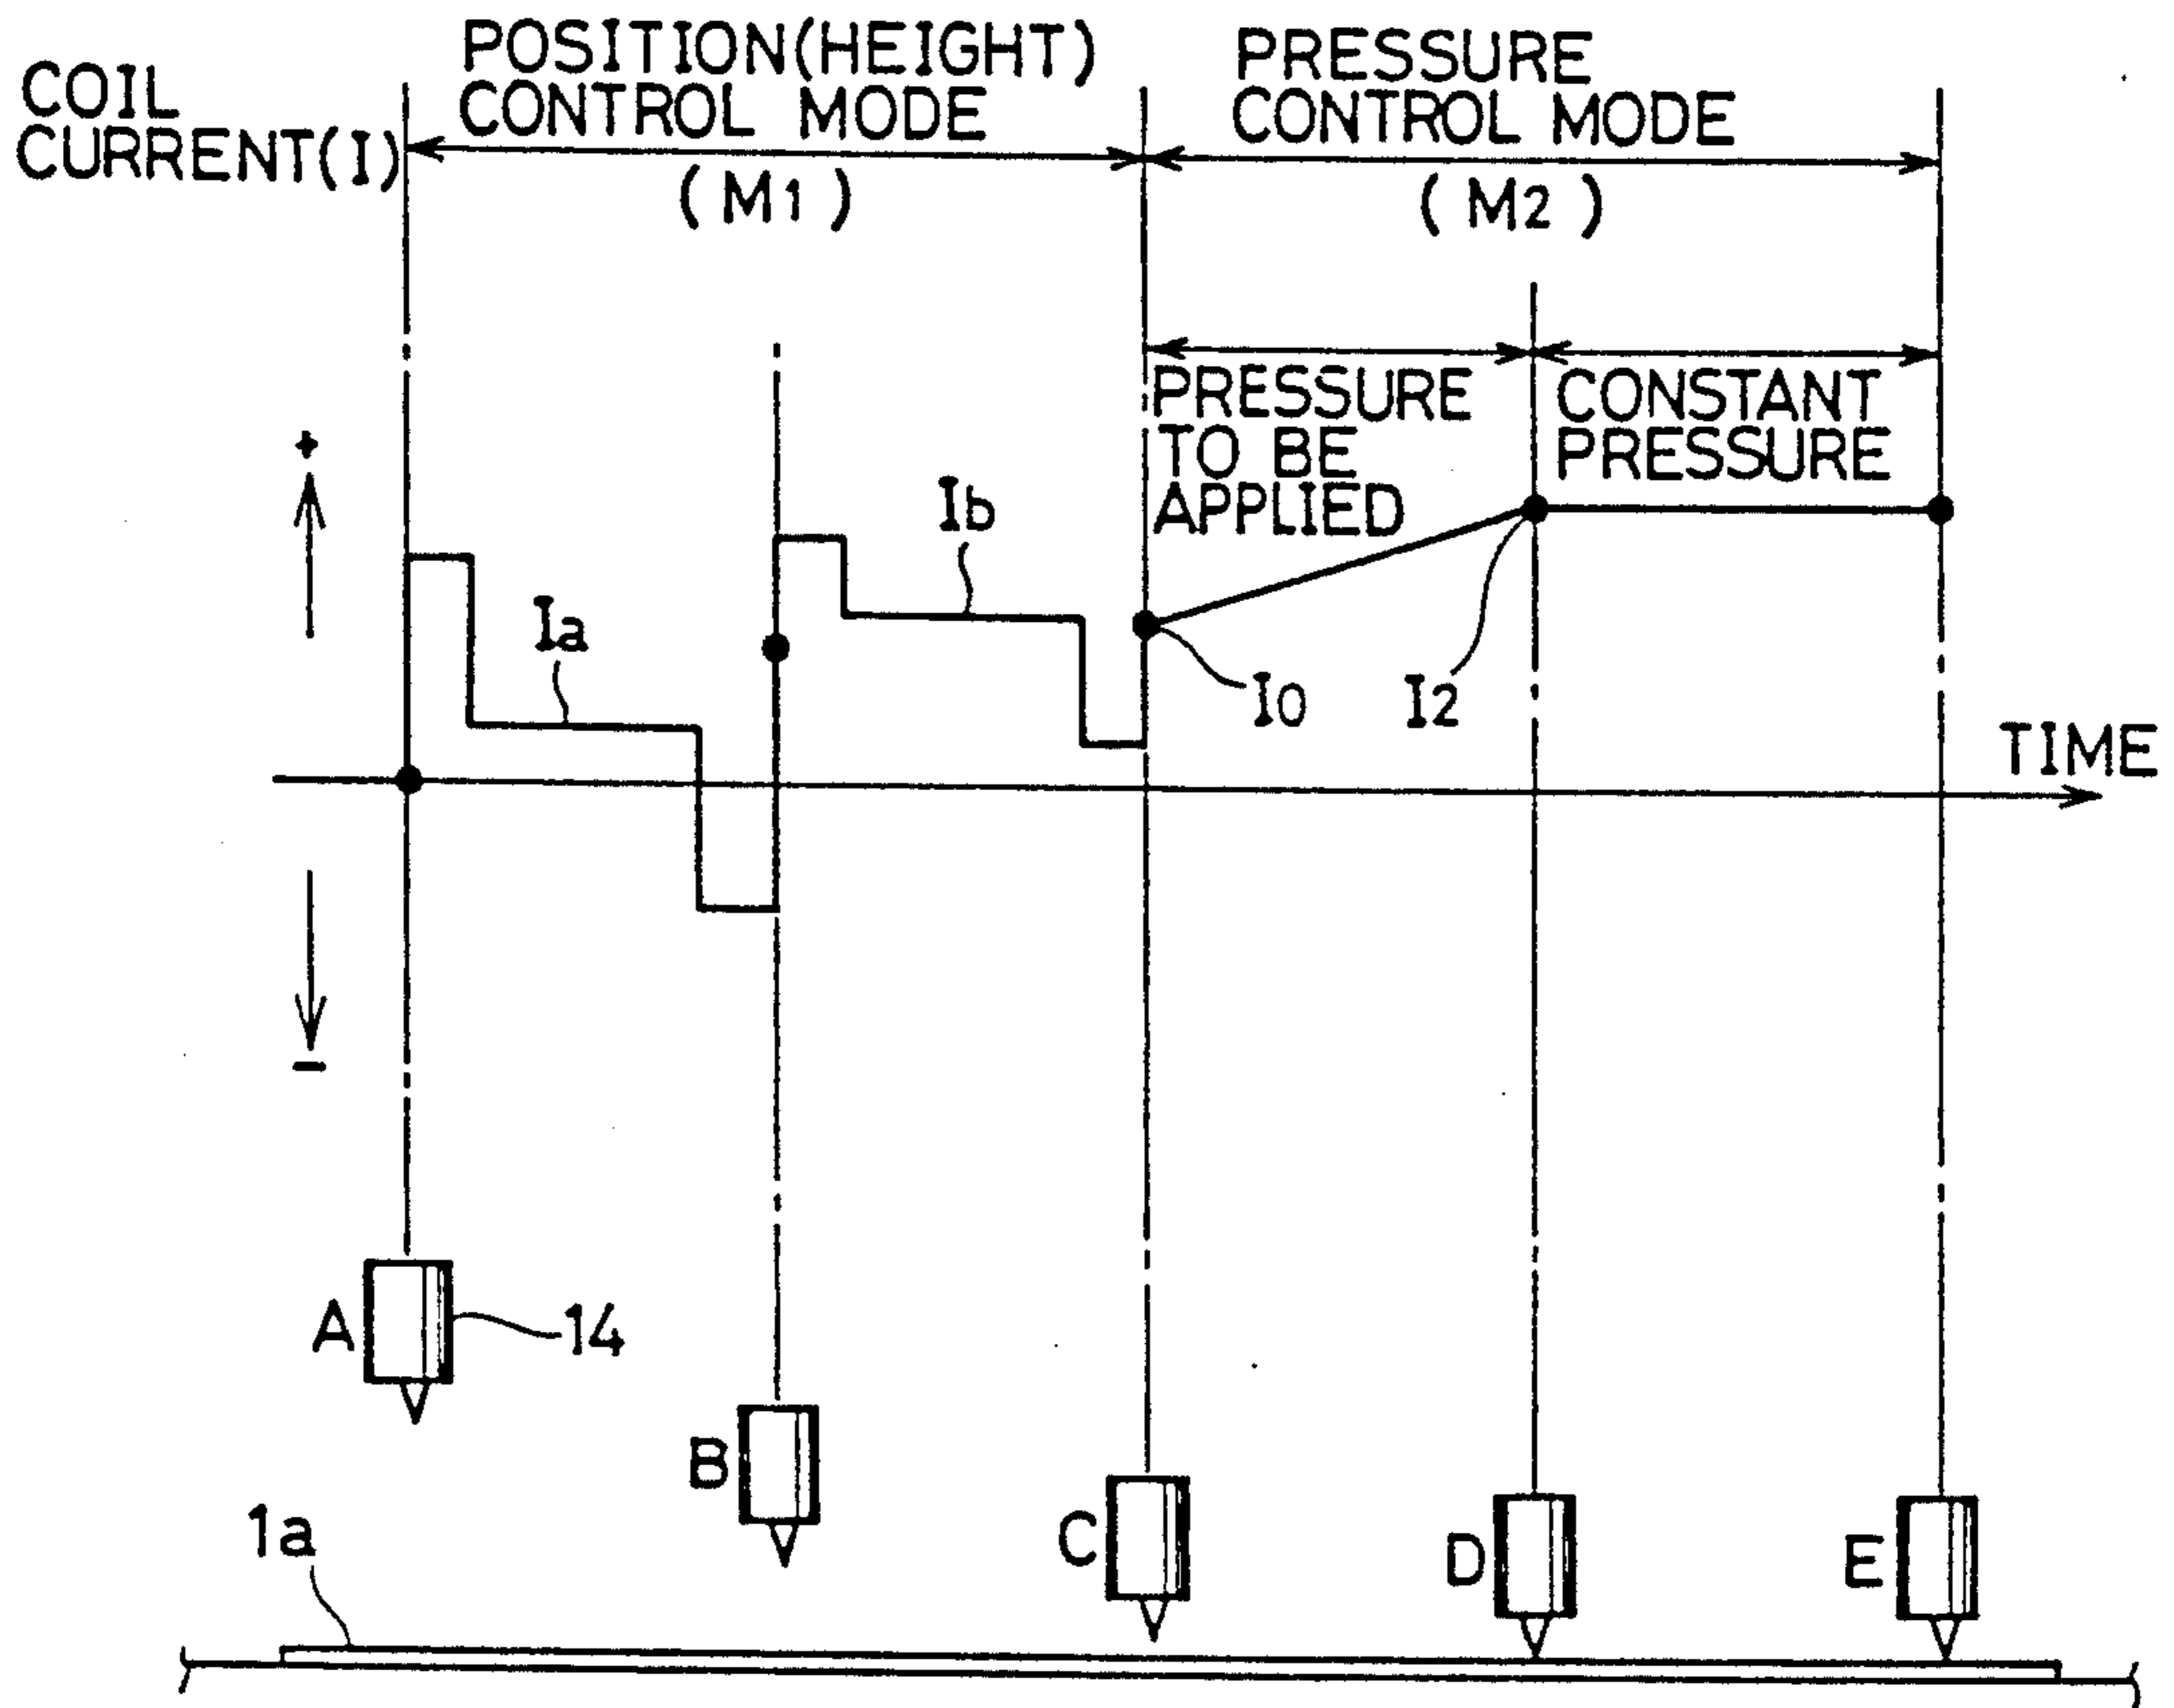 COIL
CURRENT(I)
POSITION(HEIGHT)
CONTROL MODE
(M1)
PRESSURE
CONTROL MODE
(M2)
PRESSURE
TO BE
APPLIED
CONSTANT
PRESSURE
+
Ia
Ib
I0
I2
TIME
−
A
14
B
C
D
E
1a